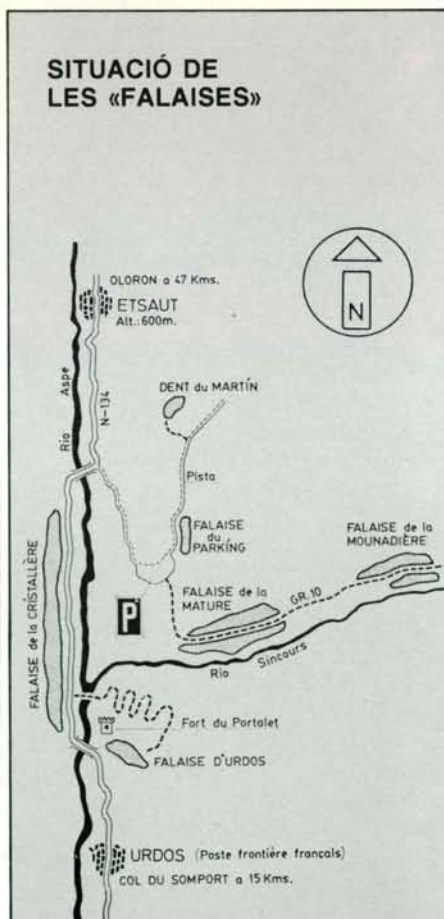 SITUACIÓ DE
LES «FALAISES»
OLORON a 47 Kms.
ETSAUT
Alt.: 600m.
N
Rio Aspe
N-134
DENT du MARTÍN
Pista
FALAISE
du
PARKÍNG
FALAISE de la
MOUNADIÈRE
FALAISE de la
MATURE
GR.10
P
FALAISE de la CRISTALLÈRE
Rio Sincours
Fort du Portalet
FALAISE D'URDOS
URDOS (Poste frontière français)
COL DU SOMPORT a 15 Kms.